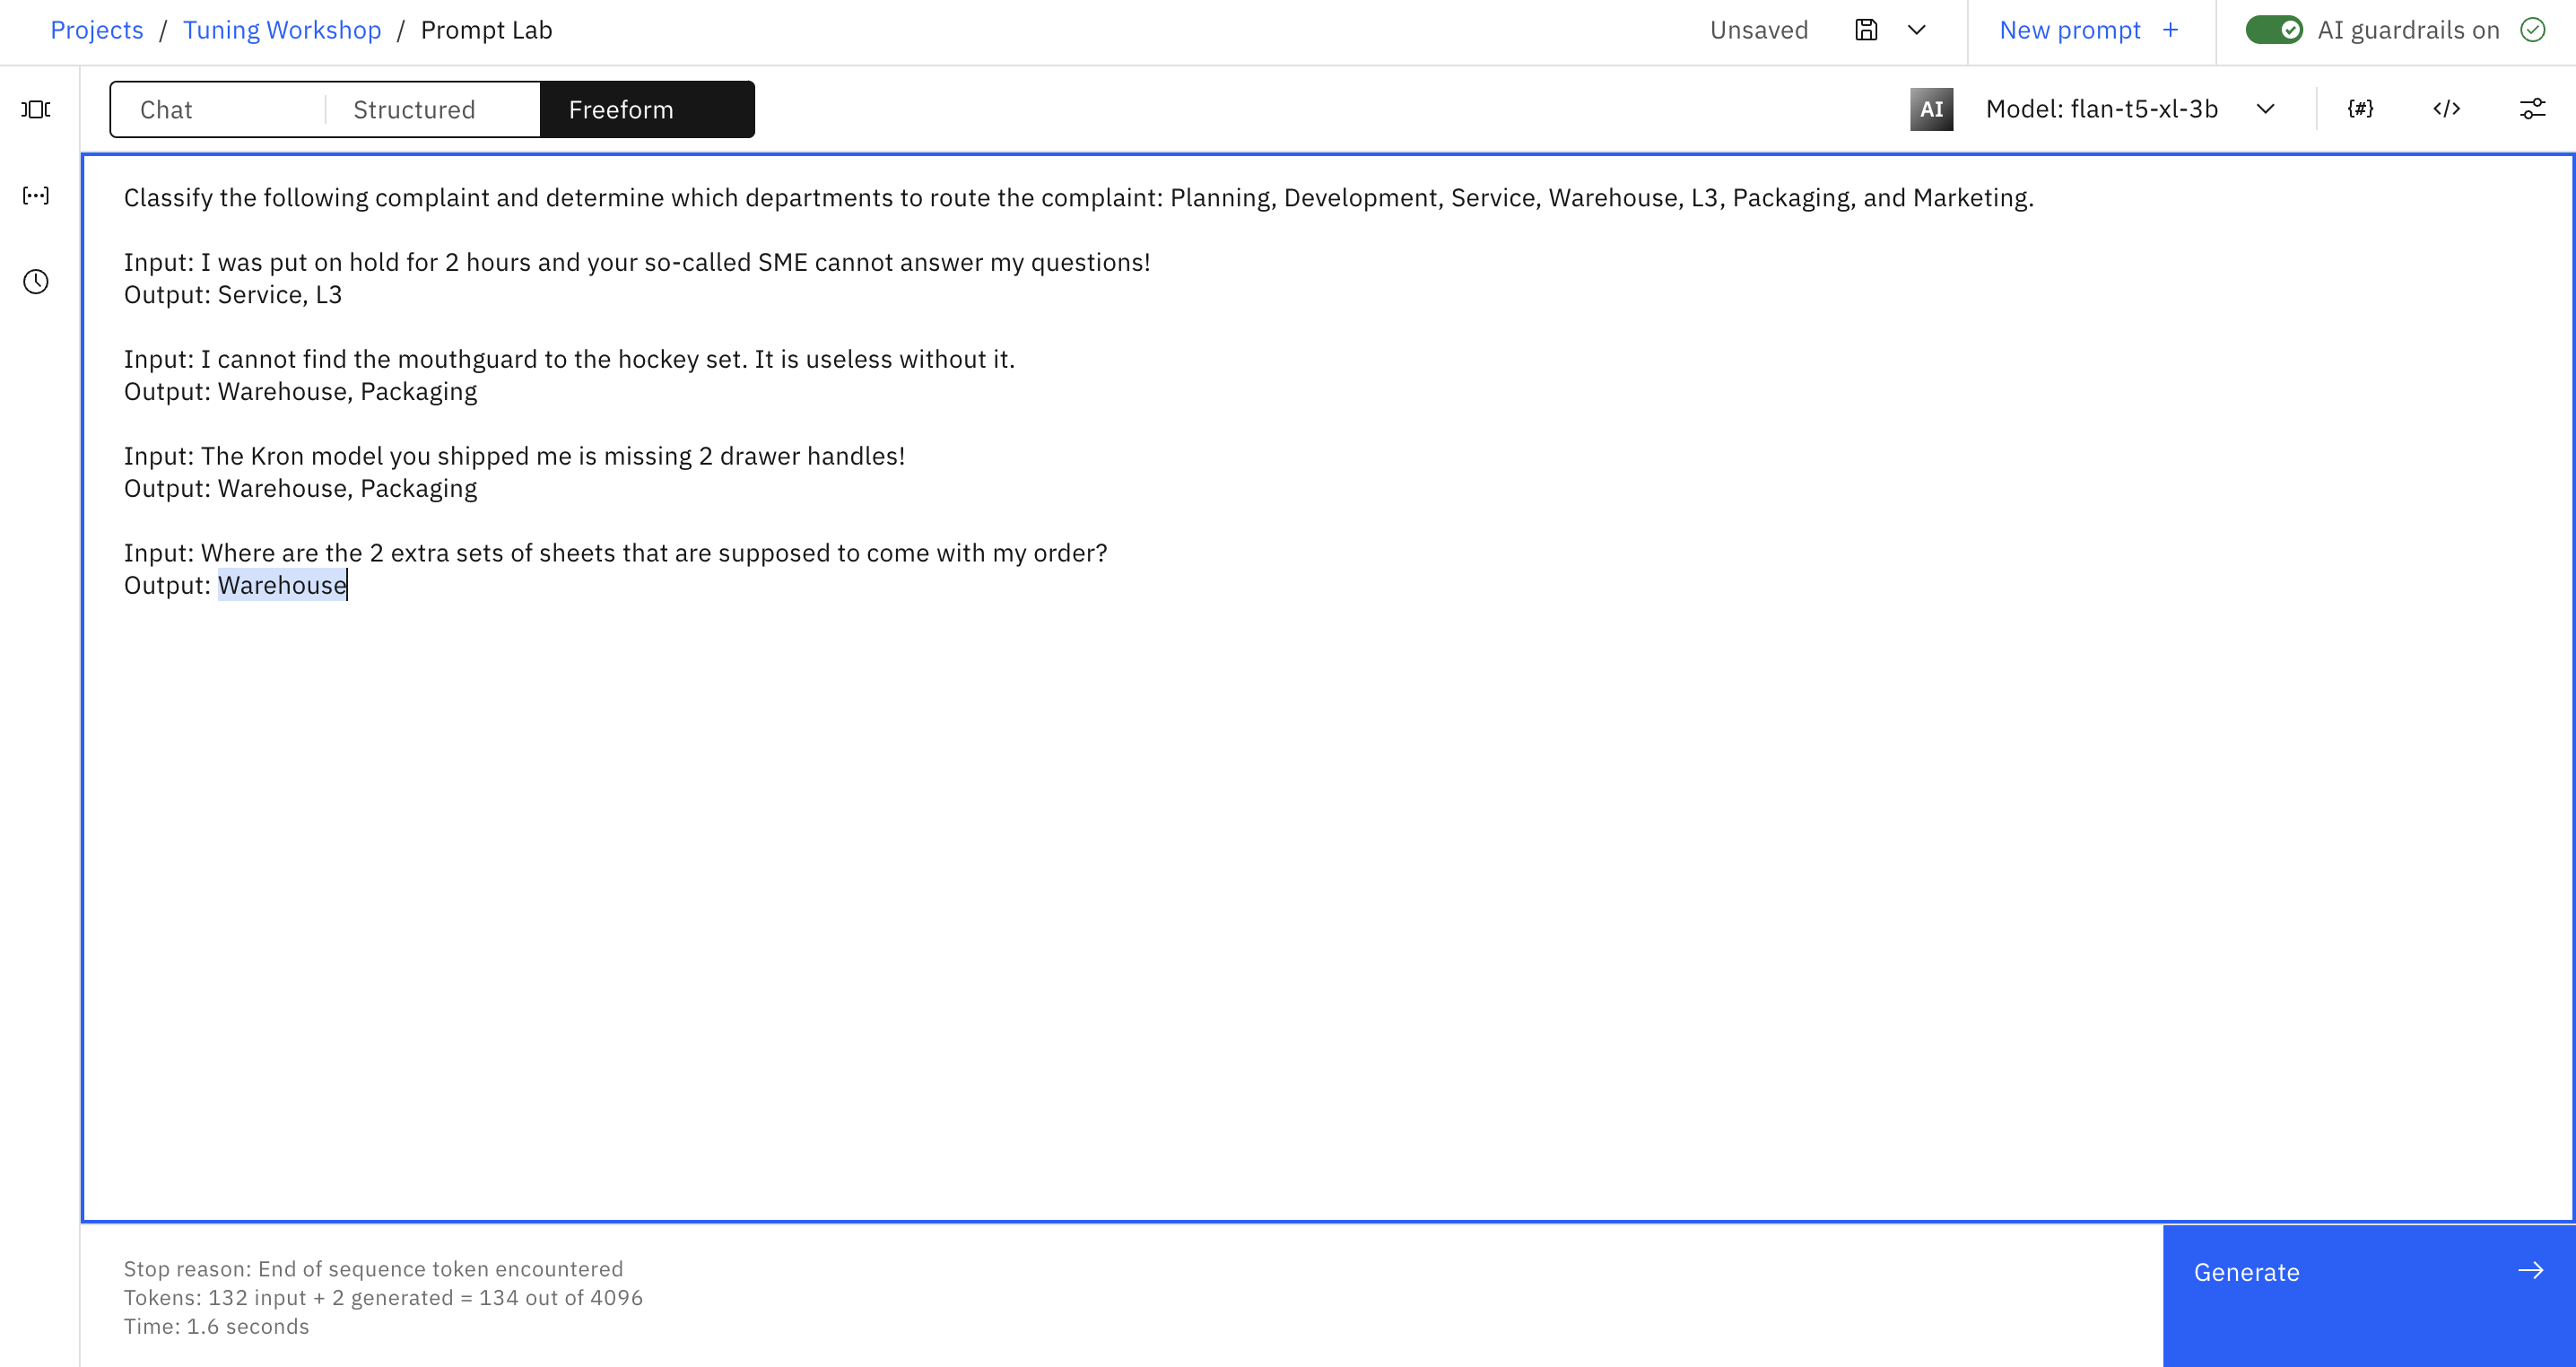 Projects / Tuning Workshop / Prompt Lab
Unsaved
New prompt +
AI guardrails on
Chat
Structured
Freeform
AI
Model: flan-t5-xl-3b
{#}
</>
Classify the following complaint and determine which departments to route the complaint: Planning, Development, Service, Warehouse, L3, Packaging, and Marketing.
Input: I was put on hold for 2 hours and your so-called SME cannot answer my questions!
Output: Service, L3
Input: I cannot find the mouthguard to the hockey set. It is useless without it.
Output: Warehouse, Packaging
Input: The Kron model you shipped me is missing 2 drawer handles!
Output: Warehouse, Packaging
Input: Where are the 2 extra sets of sheets that are supposed to come with my order?
Output: Warehouse
Stop reason: End of sequence token encountered
Tokens: 132 input + 2 generated = 134 out of 4096
Time: 1.6 seconds
Generate